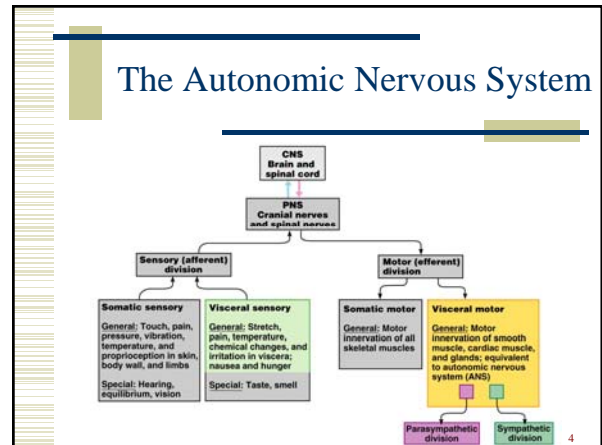 The Autonomic Nervous System
CNS
Brain and
spinal cord
PNS
Cranial nerves
and spinal nerves
Sensory (afferent)
division
Motor (efferent)
division
Somatic sensory
General: Touch, pain,
pressure, vibration,
temperature, and
proprioception in skin,
body wall, and limbs
Special: Hearing,
equilibrium, vision
Visceral sensory
General: Stretch,
pain, temperature,
chemical changes, and
irritation in viscera;
nausea and hunger
Special: Taste, smell
Somatic motor
General: Motor
innervation of all
skeletal muscles
Visceral motor
General: Motor
innervation of smooth
muscle, cardiac muscle,
and glands; equivalent
to autonomic nervous
system (ANS)
Parasympathetic
division
Sympathetic
division
4